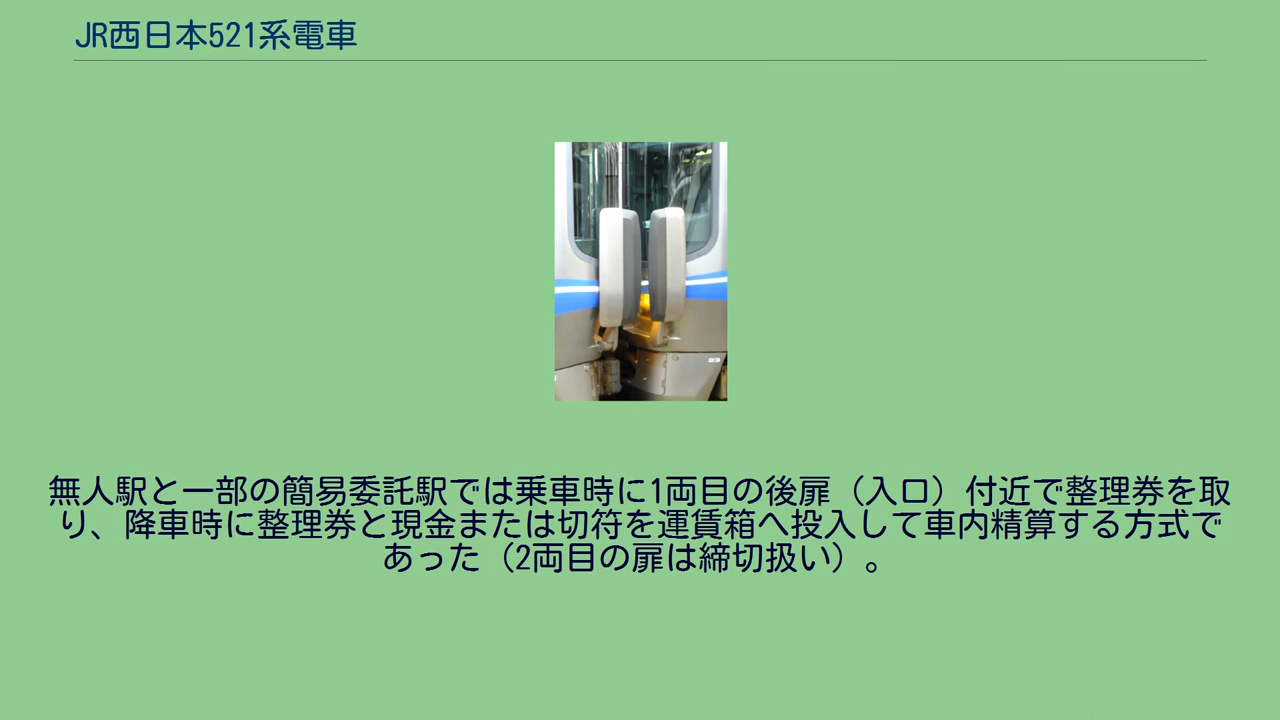 JR西日本521系電車
23
無人駅と一部の簡易委託駅では乗車時に1両目の後扉（入口）付近で整理券を取
り、降車時に整理券と現金または切符を運賃箱へ投入して車内精算する方式で
あった（2両目の扉は締切扱い）。